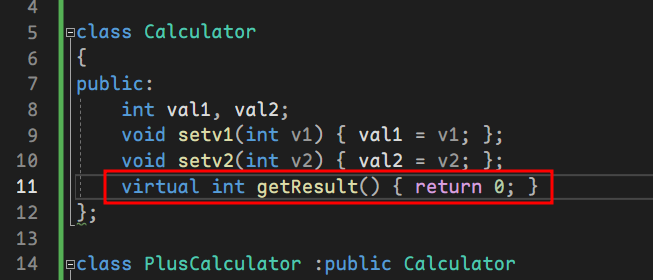 4
5 class Calculator
6 {
7 public:
8 int val1, val2;
9 void setv1(int v1) { val1 = v1; };
10 void setv2(int v2) { val2 = v2; };
11 virtual int getResult() { return 0; }
12 };
13
14 class PlusCalculator :public Calculator